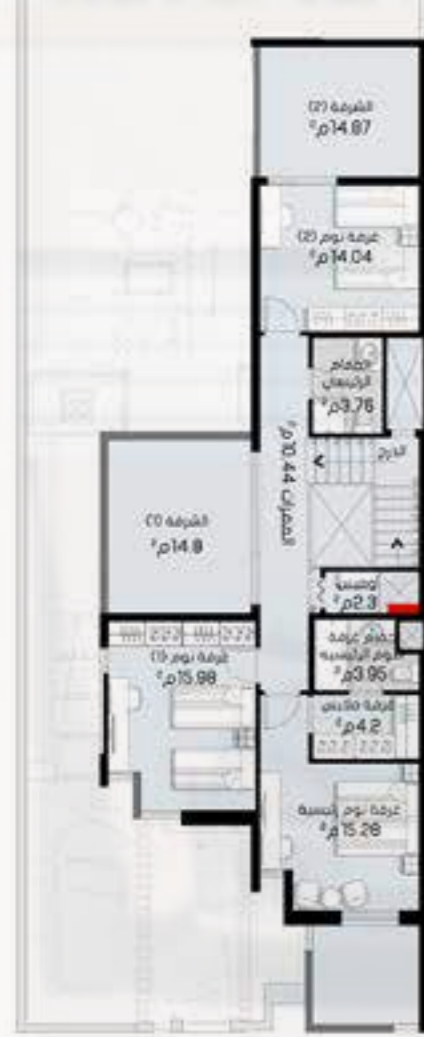 الشرفة (2)
14.87م²
غرفة نوم (2)
14.04م²
الحمام
الرئيسي
3.76م²
الدرج
الممرات 10.44م²
الشرفة (1)
14.8م²
2.3م²
حمام غرفة
النوم الرئيسية
3.95م²
غرفة نوم (1)
15.98م²
غرفة ملابس
4.2م²
غرفة نوم رئيسية
15.28م²